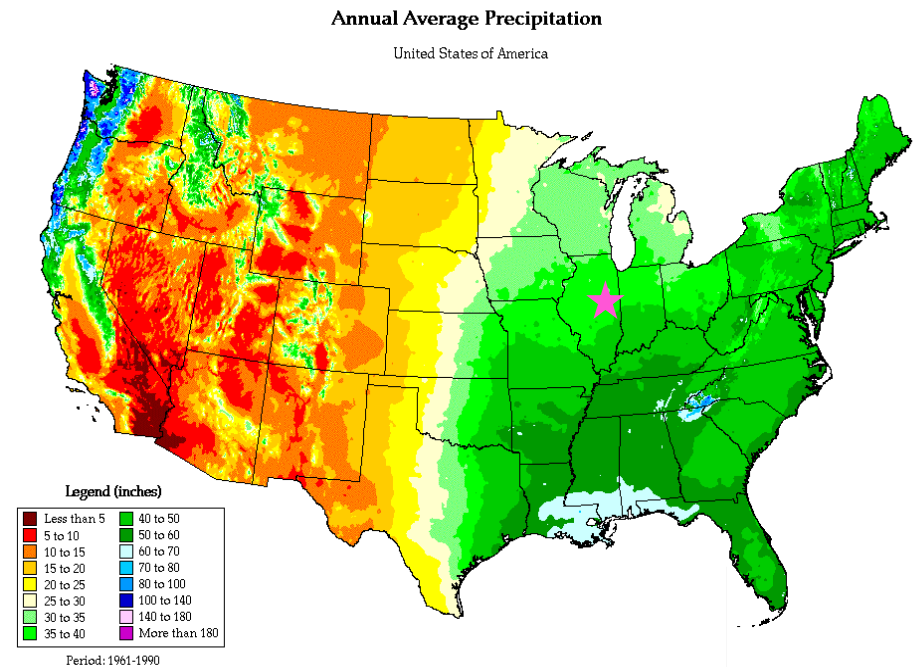 Annual Average Precipitation
United States of America
Legend (inches)
Less than 5
5 to 10
10 to 15
15 to 20
20 to 25
25 to 30
30 to 35
35 to 40
40 to 50
50 to 60
60 to 70
70 to 80
80 to 100
100 to 140
140 to 180
More than 180
Period: 1961-1990